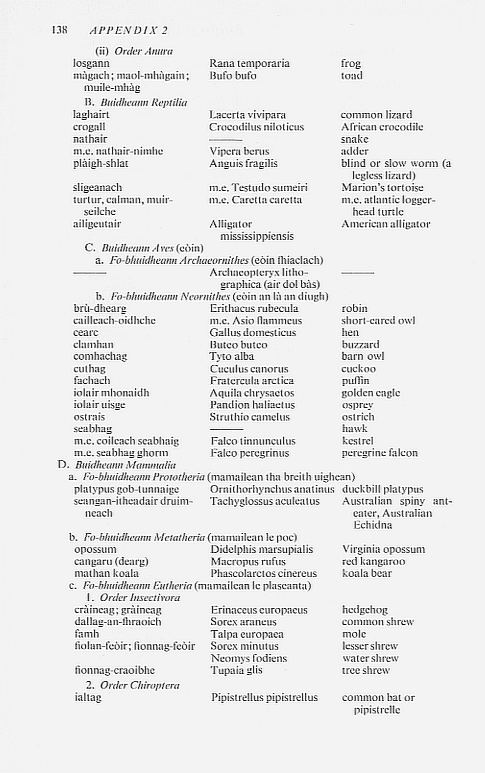 138 APPENDIX 2
(ii) Order Anura
losgann Rana temporaria frog
màgach; maol-mhàgain; Bufo bufo toad
muile-mhàg
B. Buidheann Reptilia
laghairt Lacerta vivipara common lizard
crogall Crocodilus niloticus African crocodile
nathair ——— snake
m.e. nathair-nimhe Vipera berus adder
plàigh-shlat Anguis fragilis blind or slow worm (a
legless lizard)
sligeanach m.e. Testudo sumeiri Marion's tortoise
turtur, calman, muir- m.e. Caretta caretta m.e. atlantic logger-
seilche head turtle
ailigeutair Alligator American alligator
mississippiensis
C. Buidheann Aves (eòin)
a. Fo-bhuidheann Archaeornithes (eòin fhiaclach)
——— Archaeopteryx litho- ———
graphica (air dol bàs)
b. Fo-bhuidheann Neornithes (eòin an là an diugh)
brù-dhearg Erithacus rubecula robin
cailleach-oidhche m.e. Asio flammeus short-eared owl
cearc Gallus domesticus hen
clamhan Buteo buteo buzzard
comhachag Tyto alba barn owl
cuthag Cuculus canorus cuckoo
fachach Fratercula arctica puffin
iolair mhonaidh Aquila chrysaetos golden eagle
iolair uisge Pandion haliaetus osprey
ostrais Struthio camelus ostrich
seabhag ——— hawk
m.e. coileach seabhaig Falco tinnunculus kestrel
m.e. seabhag ghorm Falco peregrinus peregrine falcon
D. Buidheann Mammalia
a. Fo-bhuidheann Prototheria (mamailean tha breith uighean)
platypus gob-tunnaige Ornithorhynchus anatinus duckbill platypus
seangan-itheadair druim- Tachyglossus aculeatus Australian spiny ant-
neach eater, Australian
Echidna
b. Fo-bhuidheann Metatheria (mamailean le poc)
opossum Didelphis marsupialis Virginia opossum
cangaru (dearg) Macropus rufus red kangaroo
mathan koala Phascolarctos cinereus koala bear
c. Fo-bhuidheann Eutheria (mamailean le plaseanta)
1. Order Insectivora
cràineag; gràineag Erinaceus europaeus hedgehog
dallag-an-fhraoich Sorex araneus common shrew
famh Talpa europaea mole
fiolan-feòir; fionnag-feòir Sorex minutus lesser shrew
Neomys fodiens water shrew
fionnag-craoibhe Tupaia glis tree shrew
2. Order Chiroptera
ialtag Pipistrellus pipistrellus common bat or
pipistrelle